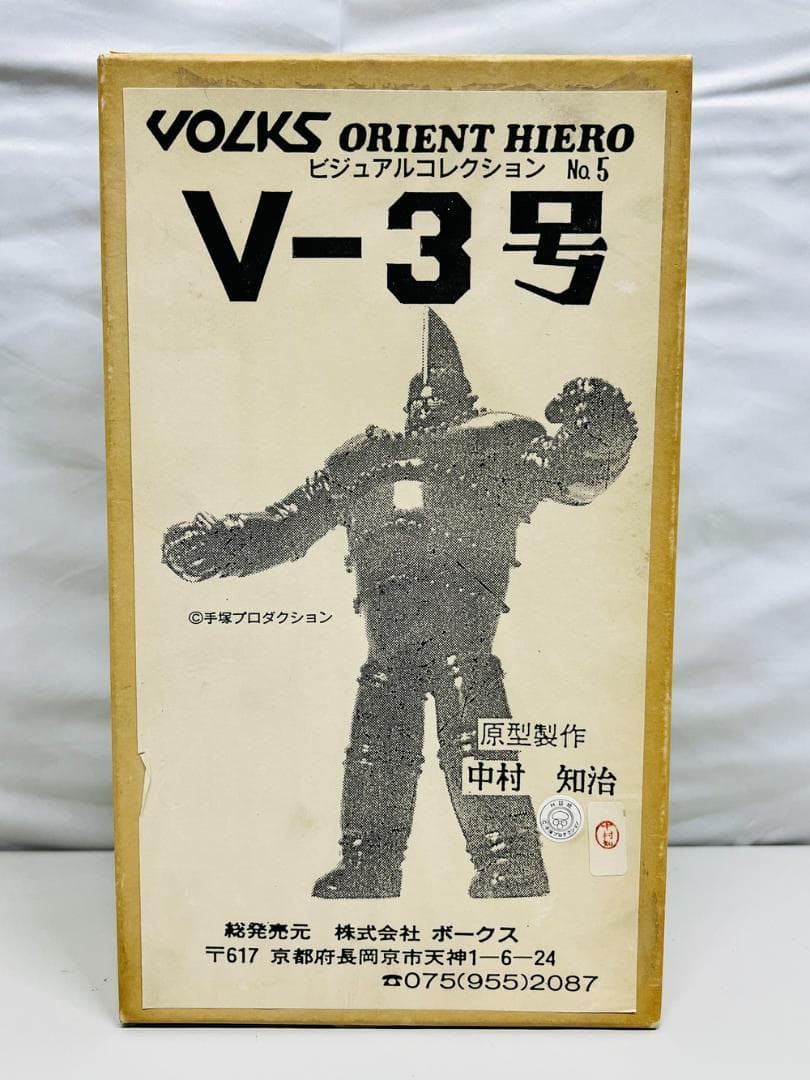 VOLKS ORIENT HIERO
ビジュアルコレクション No. 5
V-3号
©手塚プロダクション
原型製作
中村 知治
総発売元 株式会社 ボークス
〒617 京都府長岡京市天神1-6-24
☎075(955)2087